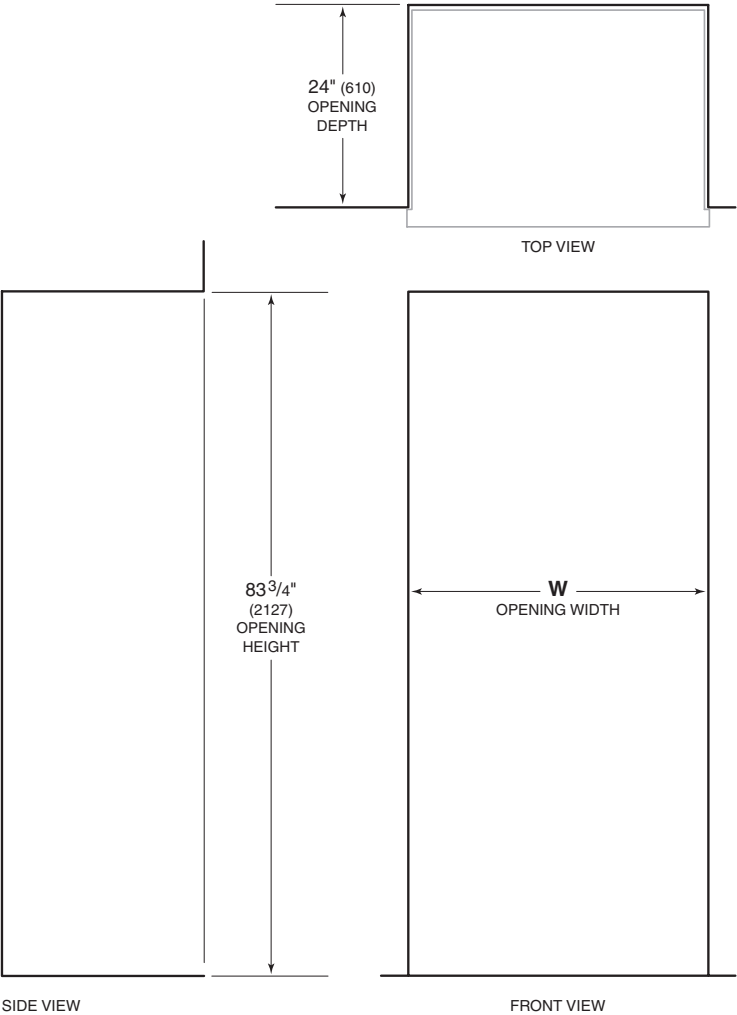 24" (610)
OPENING
DEPTH
TOP VIEW
83 3/4"
(2127)
OPENING
HEIGHT
W
OPENING WIDTH
SIDE VIEW
FRONT VIEW